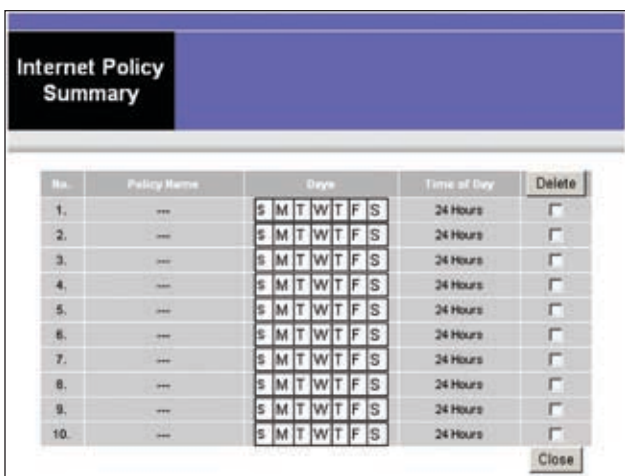 Internet Policy
Summary
No. Policy Name Days Time of Day Delete
1. --- S M T W T F S 24 Hours
2. --- S M T W T F S 24 Hours
3. --- S M T W T F S 24 Hours
4. --- S M T W T F S 24 Hours
5. --- S M T W T F S 24 Hours
6. --- S M T W T F S 24 Hours
7. --- S M T W T F S 24 Hours
8. --- S M T W T F S 24 Hours
9. --- S M T W T F S 24 Hours
10. --- S M T W T F S 24 Hours
Close